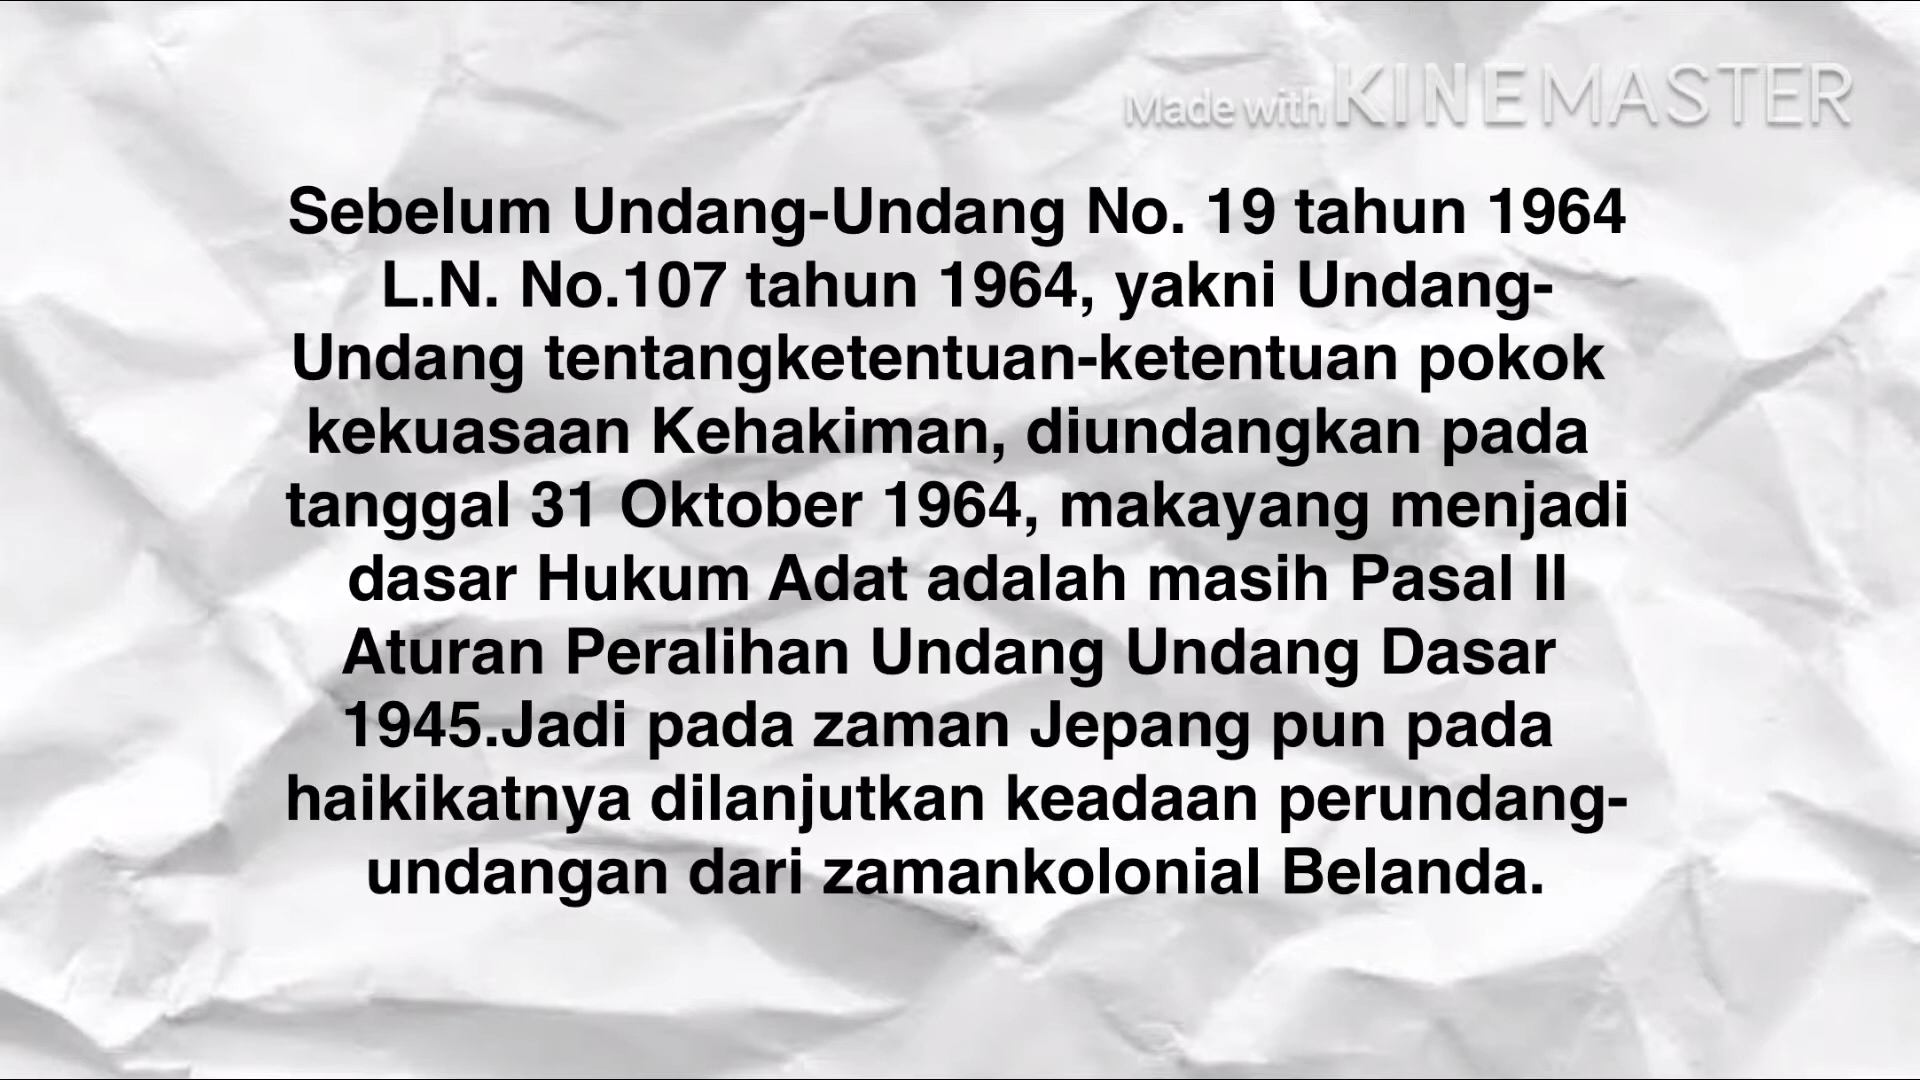 Made with KINEMASTER
Sebelum Undang-Undang No. 19 tahun 1964
L.N. No.107 tahun 1964, yakni Undang-
Undang tentangketentuan-ketentuan pokok
kekuasaan Kehakiman, diundangkan pada
tanggal 31 Oktober 1964, makayang menjadi
dasar Hukum Adat adalah masih Pasal II
Aturan Peralihan Undang Undang Dasar
1945.Jadi pada zaman Jepang pun pada
haikikatnya dilanjutkan keadaan perundang-
undangan dari zamankolonial Belanda.